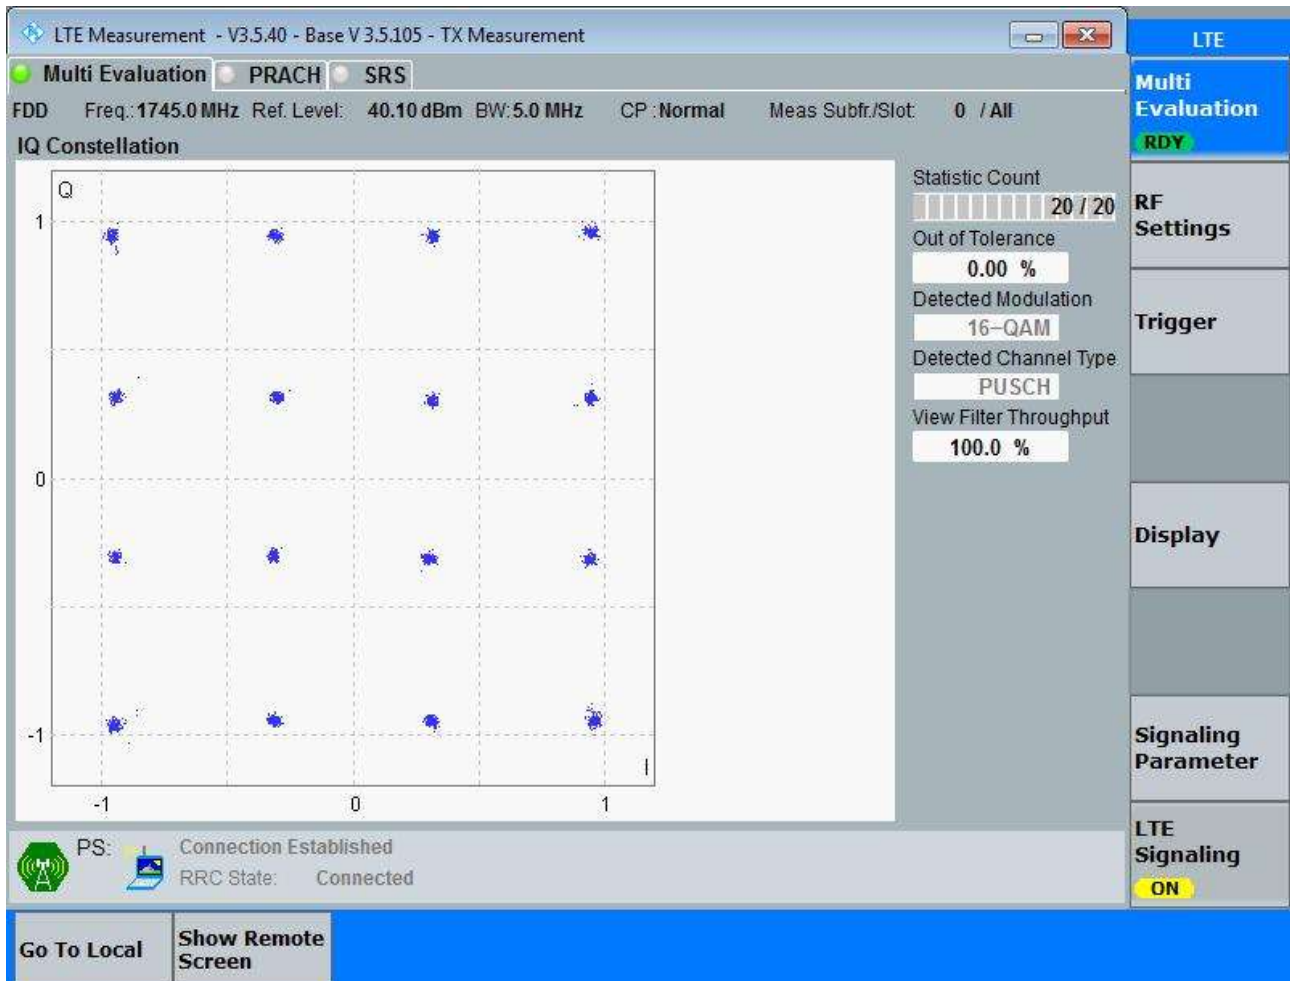 LTE Measurement - V3.5.40 - Base V 3.5.105 - TX Measurement
LTE
Multi Evaluation PRACH SRS
FDD Freq.: 1745.0 MHz Ref. Level: 40.10 dBm BW: 5.0 MHz CP : Normal Meas Subfr./Slot: 0 / All
IQ Constellation
Q
1
0
-1
-1 0 1
I
Statistic Count
20 / 20
Out of Tolerance
0.00 %
Detected Modulation
16-QAM
Detected Channel Type
PUSCH
View Filter Throughput
100.0 %
Multi
Evaluation
RDY
RF
Settings
Trigger
Display
Signaling
Parameter
LTE
Signaling
ON
PS: Connection Established
RRC State: Connected
Go To Local
Show Remote
Screen